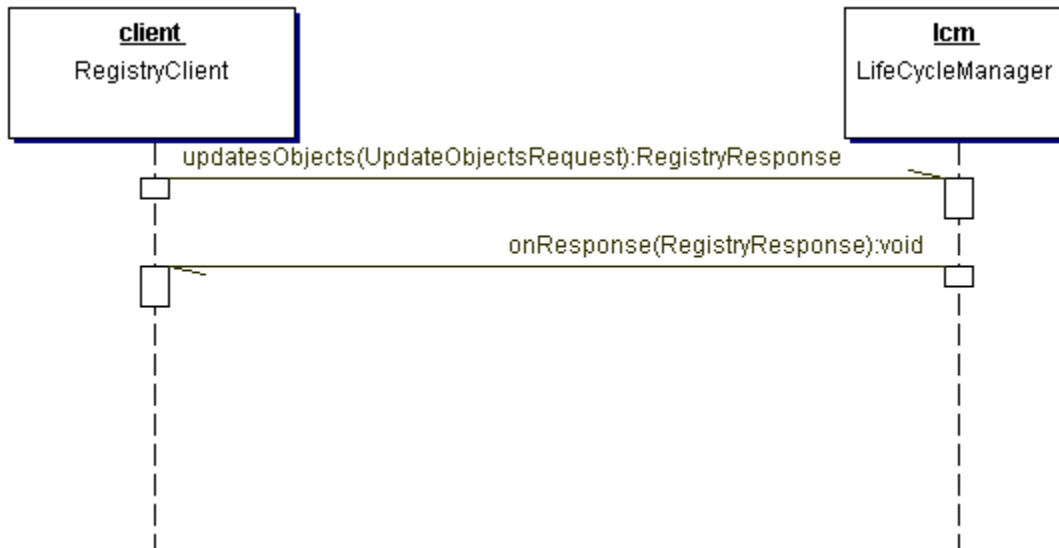 client
RegistryClient
lcm
LifeCycleManager
updatesObjects(UpdateObjectsRequest):RegistryResponse
onResponse(RegistryResponse):void